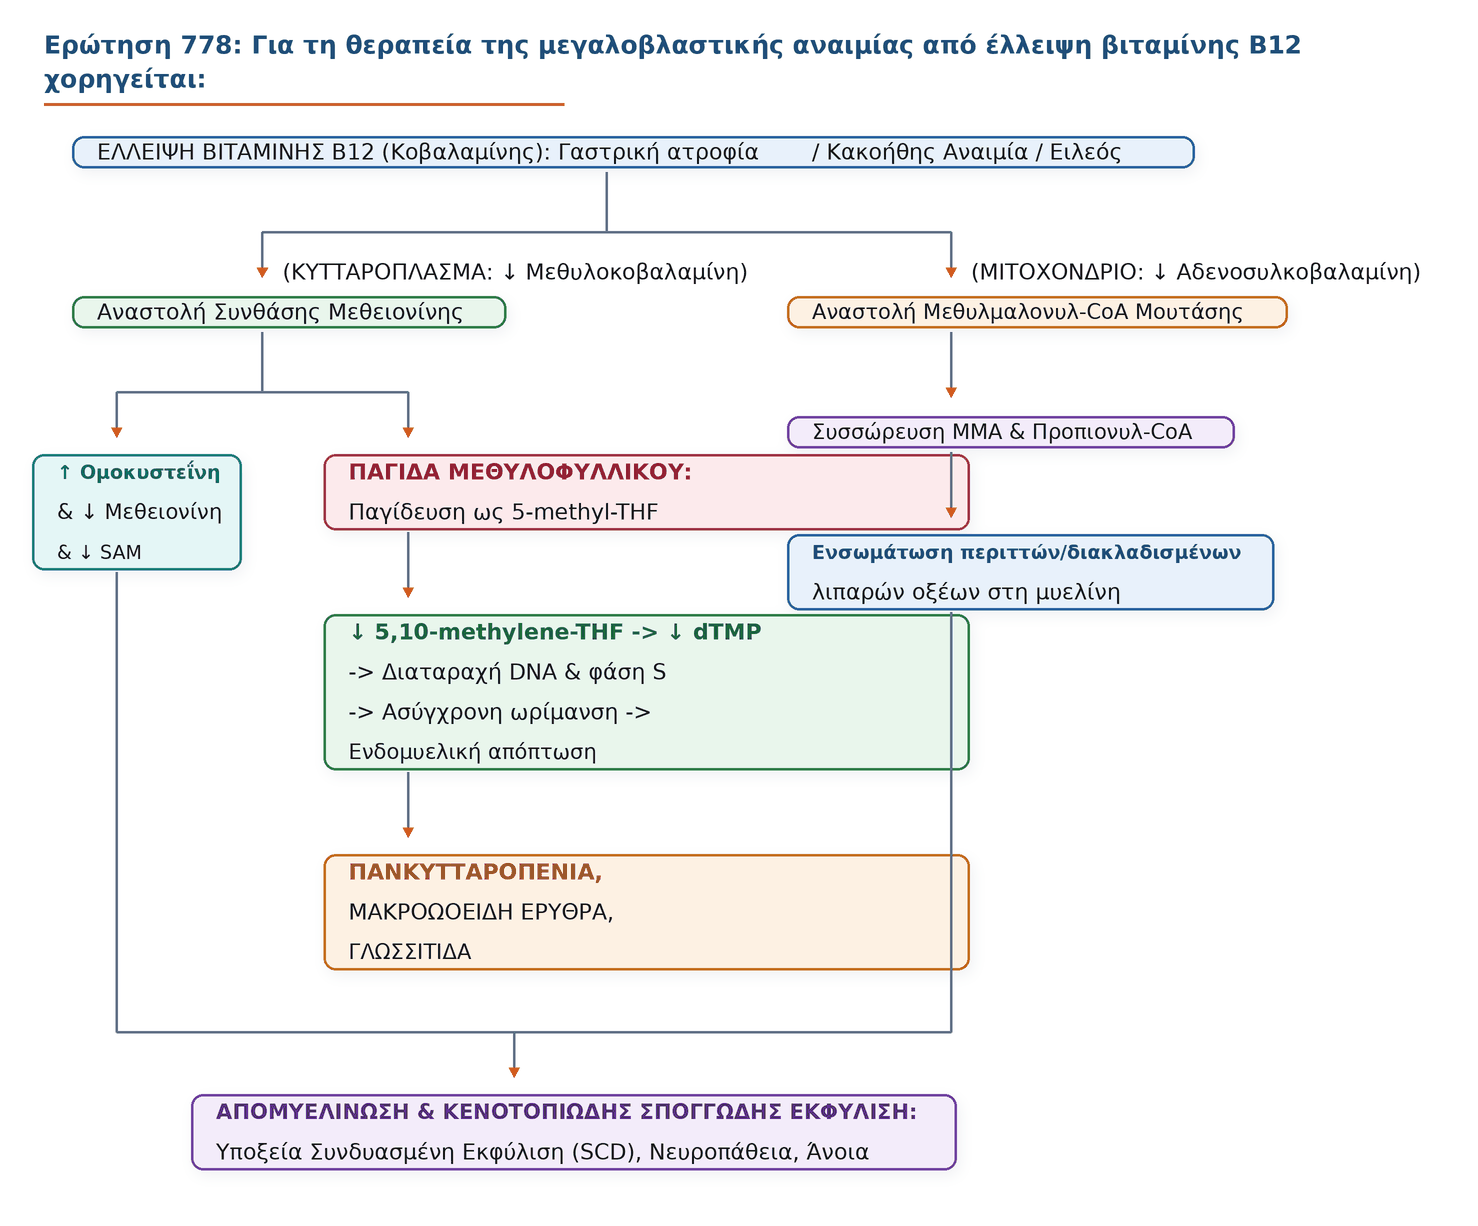 Ερώτηση 778: Για τη θεραπεία της μεγαλοβλαστικής αναιμίας από έλλειψη βιταμίνης Β12
χορηγείται:
ΕΛΛΕΙΨΗ ΒΙΤΑΜΙΝΗΣ Β12 (Κοβαλαμίνης): Γαστρική ατροφία / Κακοήθης Αναιμία / Ειλεός
(ΚΥΤΤΑΡΟΠΛΑΣΜΑ: ↓ Μεθυλοκοβαλαμίνη)
(ΜΙΤΟΧΟΝΔΡΙΟ: ↓ Αδενοσυλκοβαλαμίνη)
Αναστολή Συνθάσης Μεθειονίνης
Αναστολή Μεθυλμαλονυλ-CoA Μουτάσης
Συσσώρευση MMA & Προπιονυλ-CoA
↑ Ομοκυστεΐνη
& ↓ Μεθειονίνη
& ↓ SAM
ΠΑΓΙΔΑ ΜΕΘΥΛΟΦΥΛΛΙΚΟΥ:
Παγίδευση ως 5-methyl-THF
Ενσωμάτωση περιττών/διακλαδισμένων
λιπαρών οξέων στη μυελίνη
↓ 5,10-methylene-THF -> ↓ dTMP
-> Διαταραχή DNA & φάση S
-> Ασύγχρονη ωρίμανση ->
Ενδομυελική απόπτωση
ΠΑΝΚΥΤΤΑΡΟΠΕΝΙΑ,
ΜΑΚΡΟΩΟΕΙΔΗ ΕΡΥΘΡΑ,
ΓΛΩΣΣΙΤΙΔΑ
ΑΠΟΜΥΕΛΙΝΩΣΗ & ΚΕΝΟΤΟΠΙΩΔΗΣ ΣΠΟΓΓΩΔΗΣ ΕΚΦΥΛΙΣΗ:
Υποξεία Συνδυασμένη Εκφύλιση (SCD), Νευροπάθεια, Άνοια